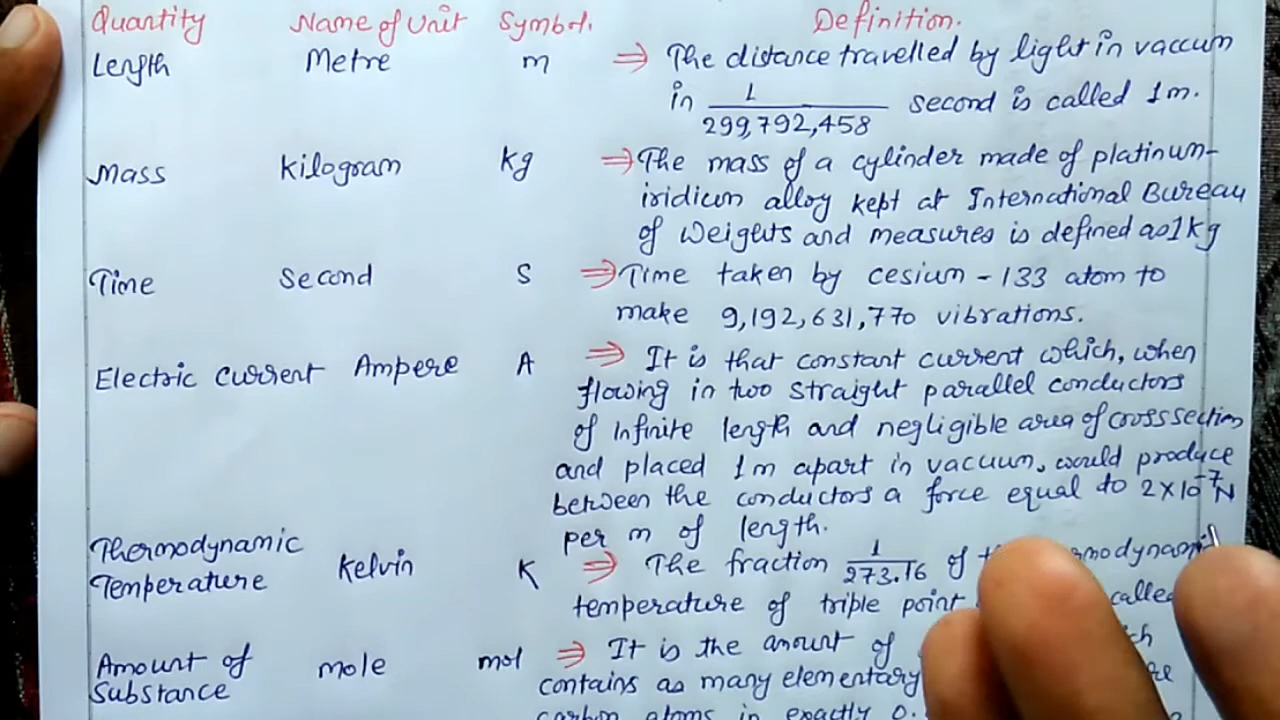 Quantity Name of Unit Symbol. Definition.
Length Metre m ⇒ The distance travelled by light in vaccum
in 1/299,792,458 second is called 1m.
Mass Kilogram Kg ⇒ The mass of a cylinder made of platinum-
iridium alloy kept at International Bureau
of Weights and measures is defined as 1kg
Time Second S ⇒ Time taken by cesium - 133 atom to
make 9,192,631,770 vibrations.
Electric Current Ampere A ⇒ It is that constant current which, when
flowing in two straight parallel conductors
of infinite length and negligible area of cross section
and placed 1m apart in vacuum, would produce
between the conductors a force equal to 2×10⁻⁷N
per m of length.
Thermodynamic
Temperature Kelvin K ⇒ The fraction 1/273.16 of
temperature of triple point
Amount of
Substance mole mol ⇒ It is the amount of
contains as many elementary
carbon atoms in exactly 0.